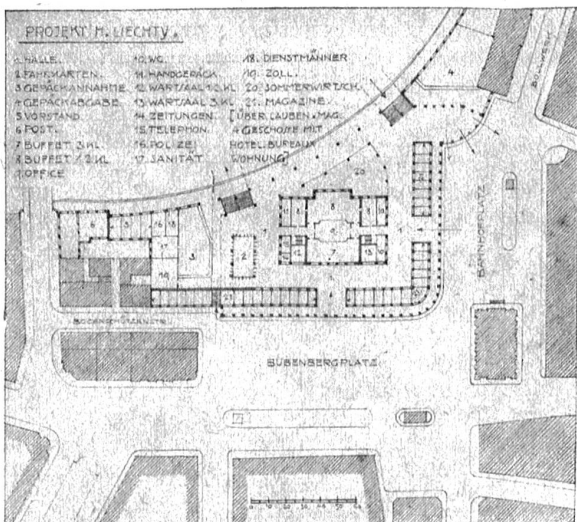 PROJEKT M. LIECHTY.
1. HALLE.
2. FAHRKARTEN.
3. GEPÄCKANNAHME
4. GEPÄCKABGABE.
5. VORSTAND.
6. POST.
7. BUFFET 3.KL.
8. BUFFET 1/2.KL
9. OFFICE
10. WC.
11. HANDGEPÄCK.
12. WARTSAAL 1.2.KL
13. WARTSAAL 3.KL
14. ZEITUNGEN.
15. TELEPHON.
16. POLIZEI
17. SANITÄT
18. DIENSTMÄNNER
19. ZOLL.
20. SOMMERWIRTSCH.
21. MAGAZINE.
[ÜBER LAUBEN & MAG.
4 GESCHOSSE MIT
HOTEL. BUREAUX
WOHNUNG]
BOLLWERK
BAHNHOFPLATZ
BUBENBERGPLATZ